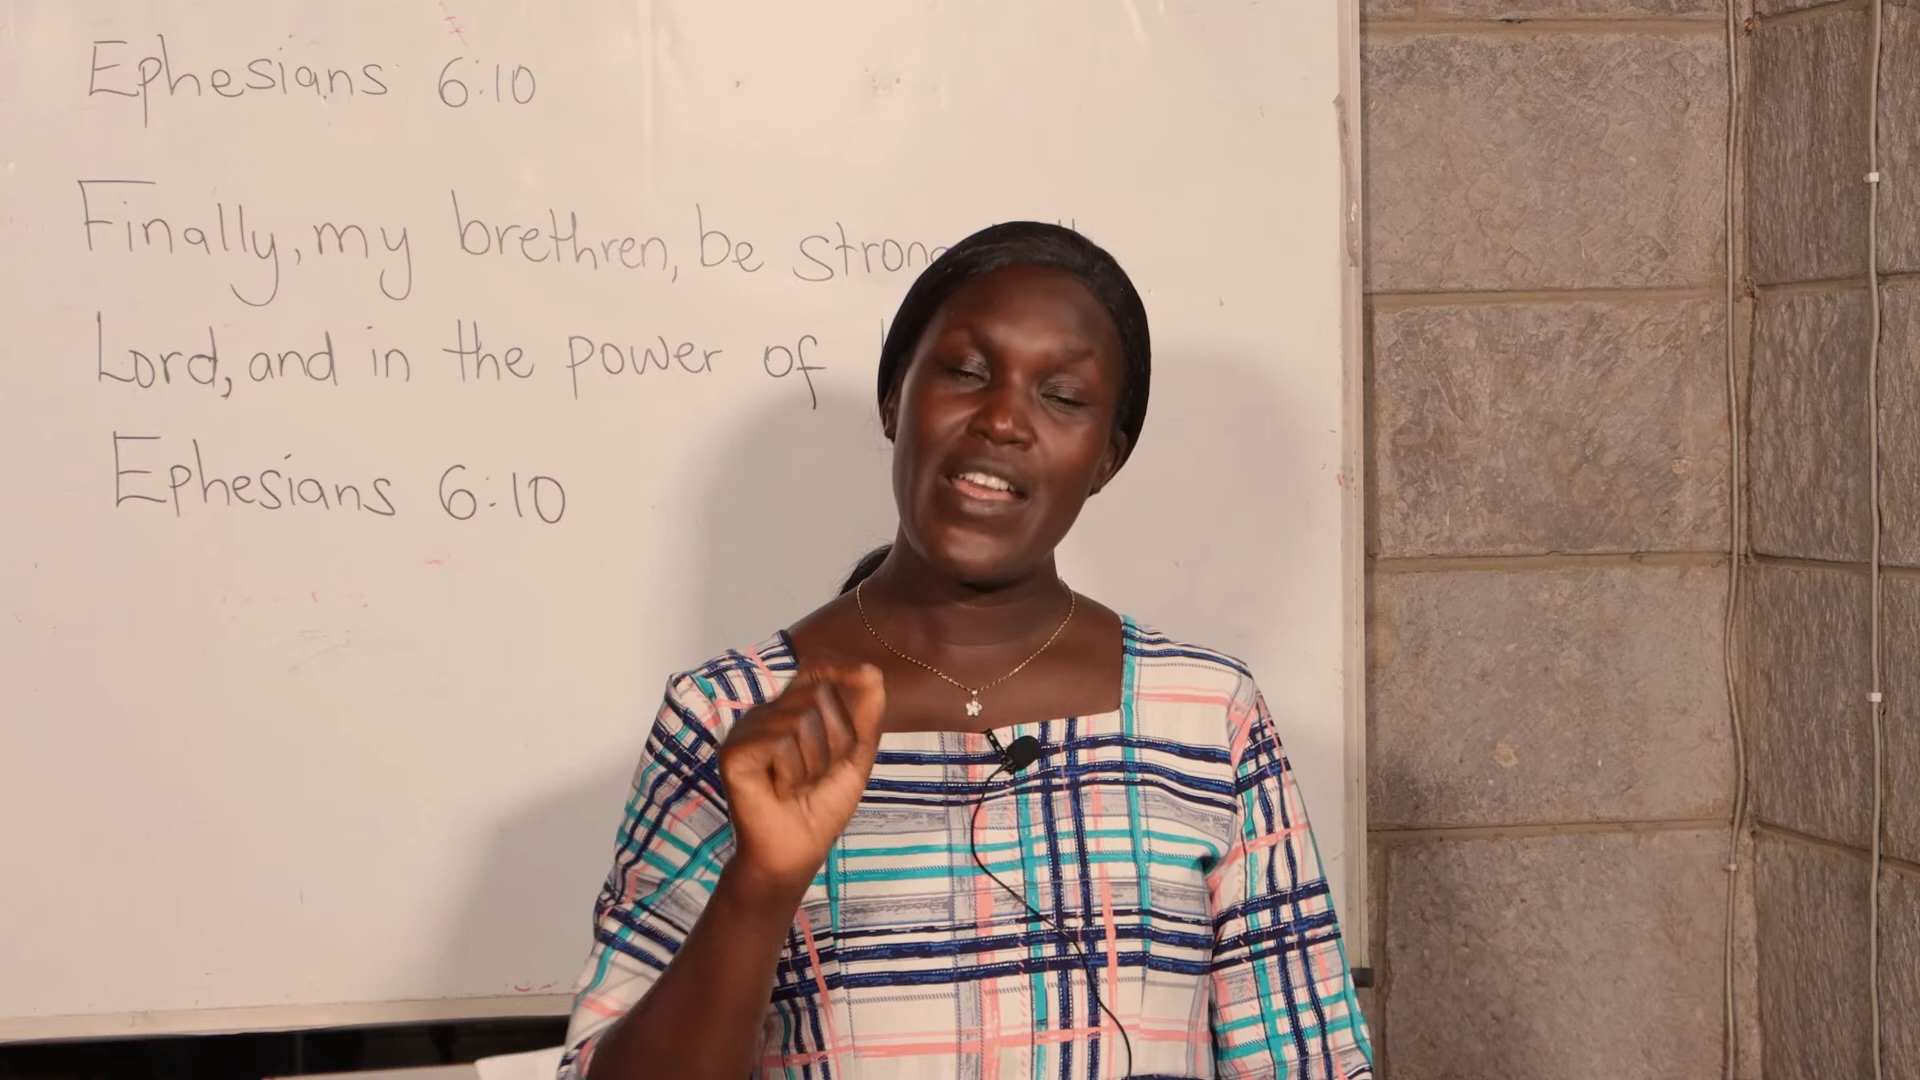 Ephesians 6:10
Finally, my brethren, be strong
Lord, and in the power of
Ephesians 6:10